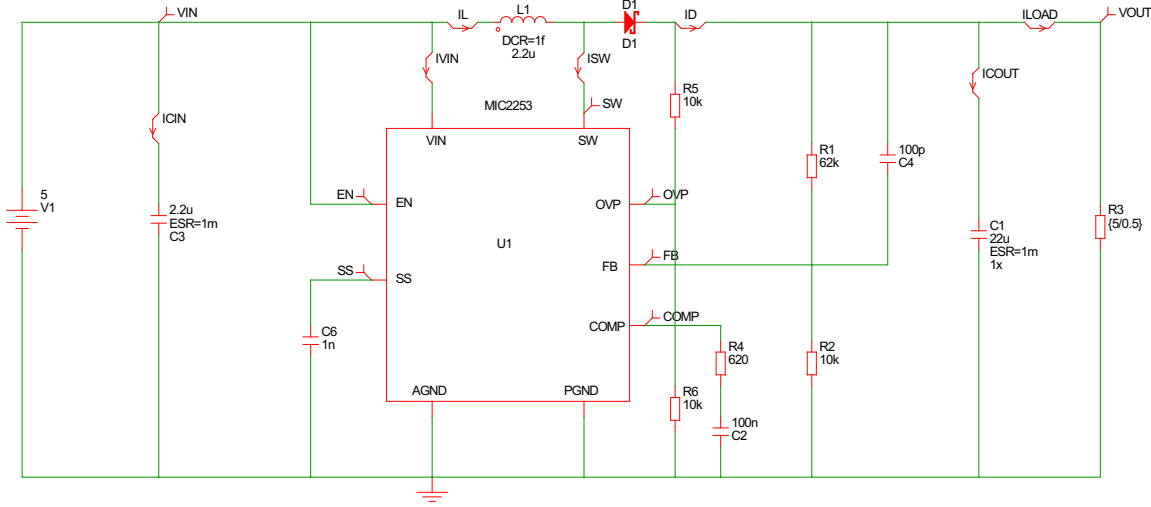 VIN
IL
L1
DCR=1f
2.2u
D1
D1
ID
ILOAD
VOUT
IVIN
ISW
ICOUT
R5
10k
MIC2253
SW
ICIN
VIN
SW
R1
62k
100p
C4
5
V1
EN
EN
OVP
OVP
2.2u
ESR=1m
C3
U1
C1
22u
ESR=1m
1x
R3
{5/0.5}
SS
SS
FB
FB
C6
1n
COMP
COMP
R4
620
R2
10k
AGND
PGND
R6
10k
100n
C2